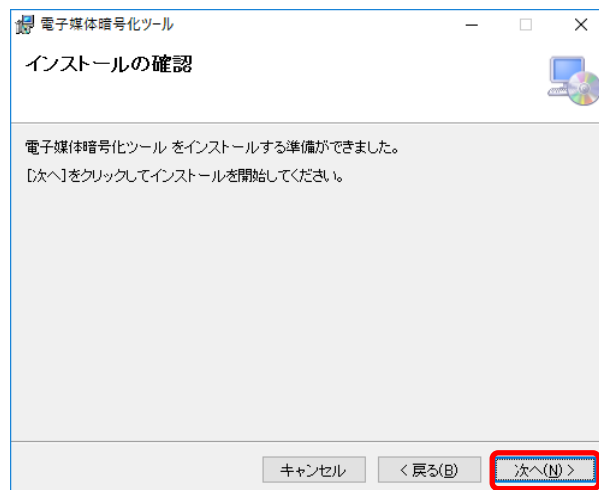 電子媒体暗号化ツール
インストールの確認
電子媒体暗号化ツール をインストールする準備ができました。
[次へ]をクリックしてインストールを開始してください。
キャンセル
< 戻る(B)
次へ(N) >